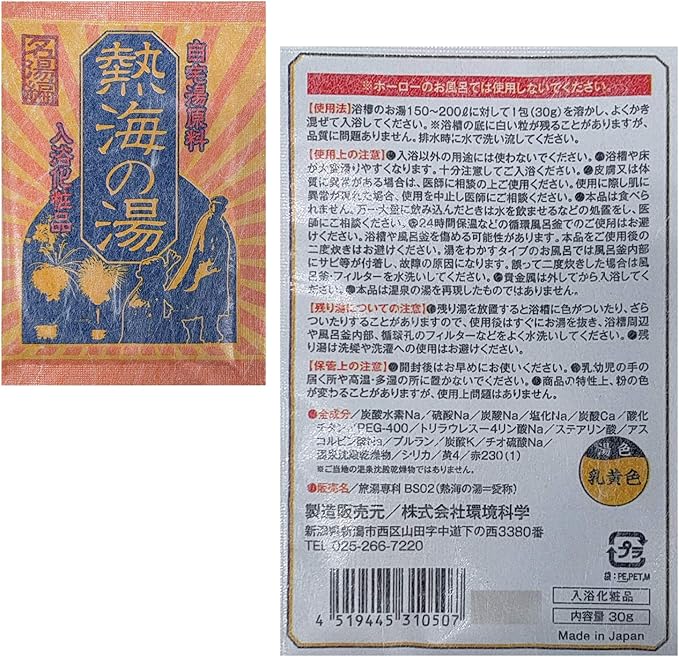 名湯編
自宅湯原料
熱海の湯
入浴化粧品
※ホーローのお風呂では使用しないでください。
【使用法】浴槽のお湯150〜200ℓに対して1包(30g)を溶かし、よくかき
混ぜて入浴してください。※浴槽の底に白い粒が残ることがありますが、
品質に問題ありません。排水時に水で洗い流してください。
【使用上の注意】●入浴以外の用途には使わないでください。●浴槽や床
が大変滑りやすくなります。十分注意してご入浴ください。●皮膚又は体
質に異常がある場合は、医師に相談の上ご使用ください。使用に際し肌に
異常が現れた場合、使用を中止し医師にご相談ください。●本品は食べら
れません。万一大量に飲み込んだときは水を飲ませるなどの処置をし、医
師にご相談ください。●24時間保温などの循環風呂釜でのご使用はお避
けください。浴槽や風呂釜を傷める可能性があります。本品をご使用後の
二度炊きはお避けください。湯をわかすタイプのお風呂では風呂釜内部
にサビ等が付着し、故障の原因になります。誤って二度炊きした場合は風
呂釜・フィルターを水洗いしてください。●貴金属は外してから入浴してく
ださい。●本品は温泉の湯を再現したものではありません。
【残り湯についての注意】●残り湯を放置すると浴槽に色がついたり、ざら
ついたりすることがありますので、使用後はすぐにお湯を抜き、浴槽周辺
や風呂釜内部、循環孔のフィルターなどをよく水洗いしてください。●残
り湯は洗髪や洗濯への使用はお避けください。
【保管上の注意】●開封後はお早めにお使いください。●乳幼児の手の
届く所や高温・多湿の所に置かないでください。●商品の特性上、粉の色
が変わることがありますが、使用上問題はありません。
●全成分/炭酸水素Na/硫酸Na/炭酸Na/塩化Na/炭酸Ca/酸化
チタン/PEG-400/トリラウレス-4リン酸Na/ステアリン酸/アス
コルビン酸Na/プルラン/炭酸K/チオ硫酸Na/
温泉沈殿乾燥物/シリカ/黄4/赤230(1)
※ご当地の温泉沈殿乾燥物ではありません。
●販売名/旅湯専科 BS02(熱海の湯=愛称)
湯色
乳黄色
製造販売元/株式会社環境科学
新潟県新潟市西区山田字中道下の西3380番
TEL 025-266-7220
プラ
袋:PE,PET,M
4 519445 310507
入浴化粧品
内容量 30g
Made in Japan